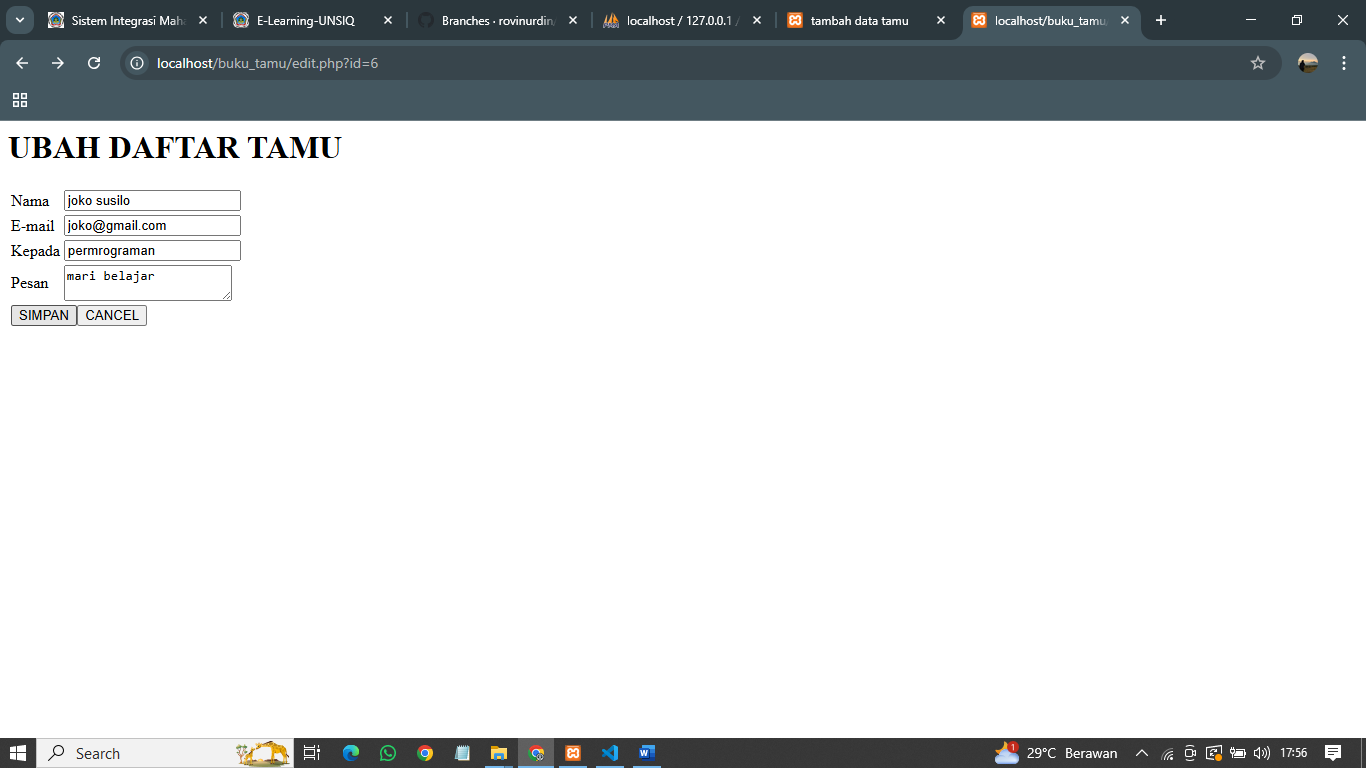 Sistem Integrasi Maha
E-Learning-UNSIQ
Branches · rovinurdin/
localhost / 127.0.0.1 /
tambah data tamu
localhost/buku_tamu/
localhost/buku_tamu/edit.php?id=6
UBAH DAFTAR TAMU
Nama joko susilo
E-mail joko@gmail.com
Kepada permrograman
Pesan mari belajar
SIMPAN CANCEL
Search
1
29°C Berawan
17:56